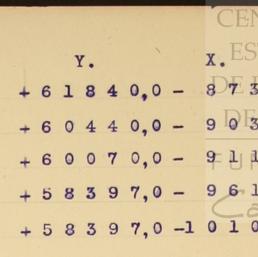 Y. X.
+ 6 1 8 4 0,0 - 8 7 3
+ 6 0 4 4 0,0 - 9 0 3
+ 6 0 0 7 0,0 - 9 1 1
+ 5 8 3 9 7,0 - 9 6 1
+ 5 8 3 9 7,0 -1 0 1 0